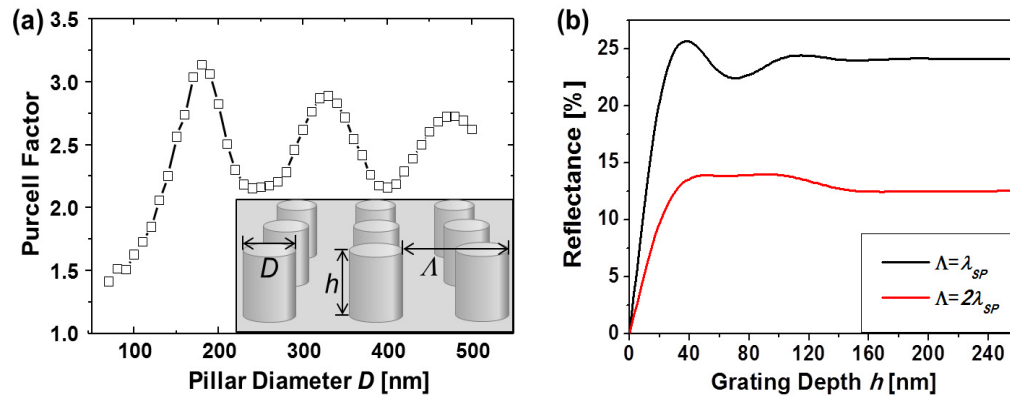 (a)
3.5
3.0
2.5
2.0
1.5
1.0
Purcell Factor
D
h
Λ
100 200 300 400 500
Pillar Diameter D [nm]
(b)
25
20
15
10
5
0
Reflectance [%]
Λ=λSP
Λ=2λSP
0 40 80 120 160 200 240
Grating Depth h [nm]